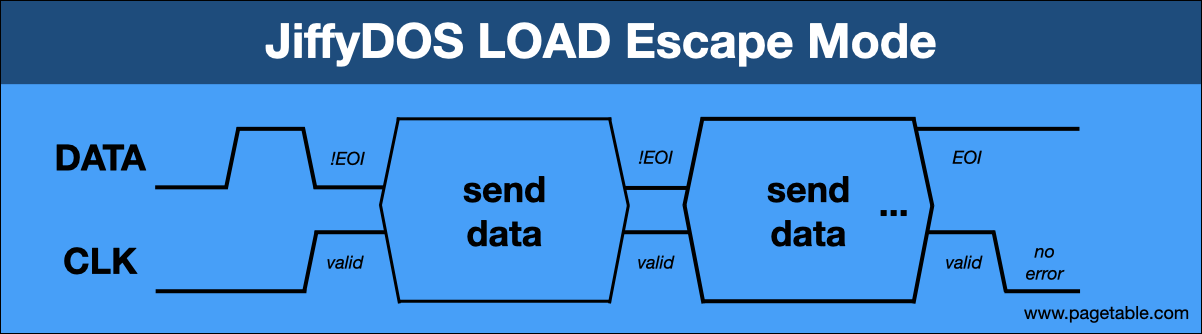 JiffyDOS LOAD Escape Mode
DATA
!EOI
send
data
!EOI
send
data
...
EOI
CLK
valid
valid
valid
no
error
www.pagetable.com